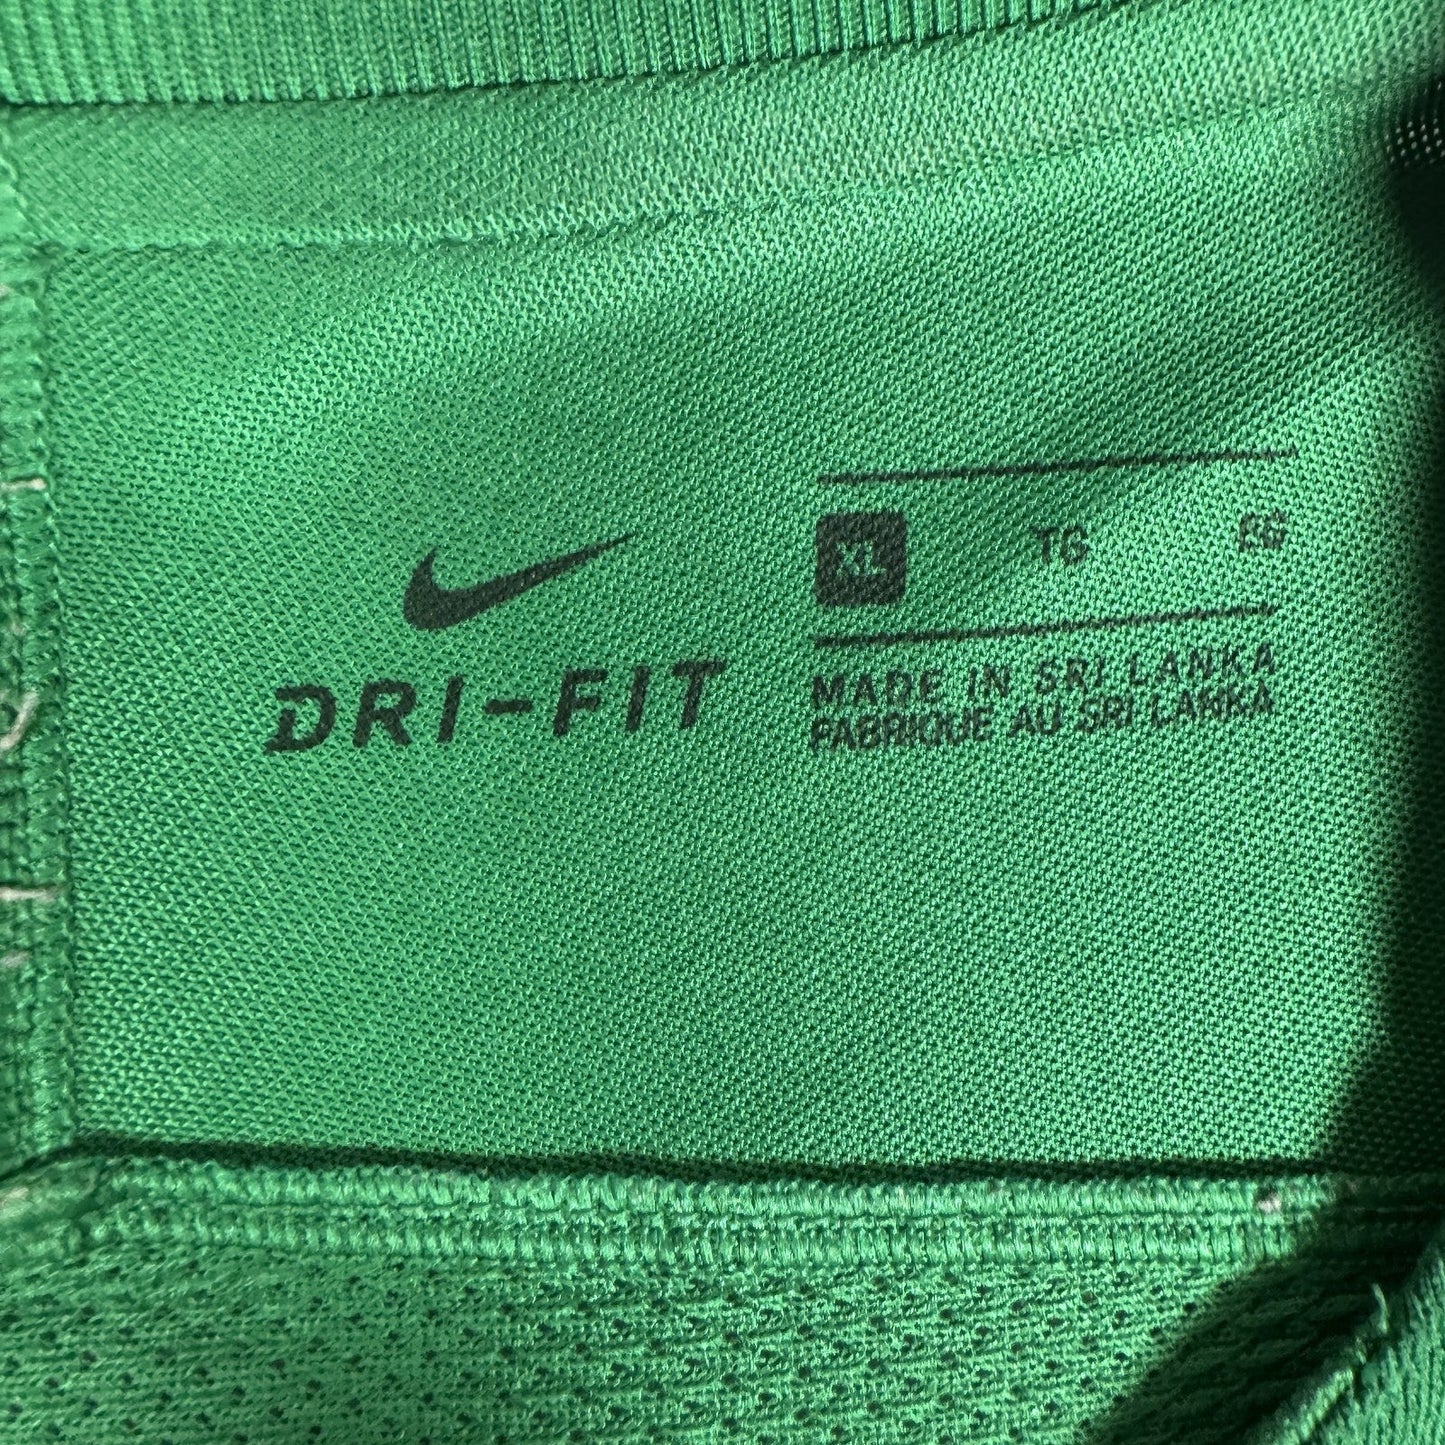 DRI-FIT
XL TG EG
MADE IN SRI LANKA
FABRIQUE AU SRI LANKA